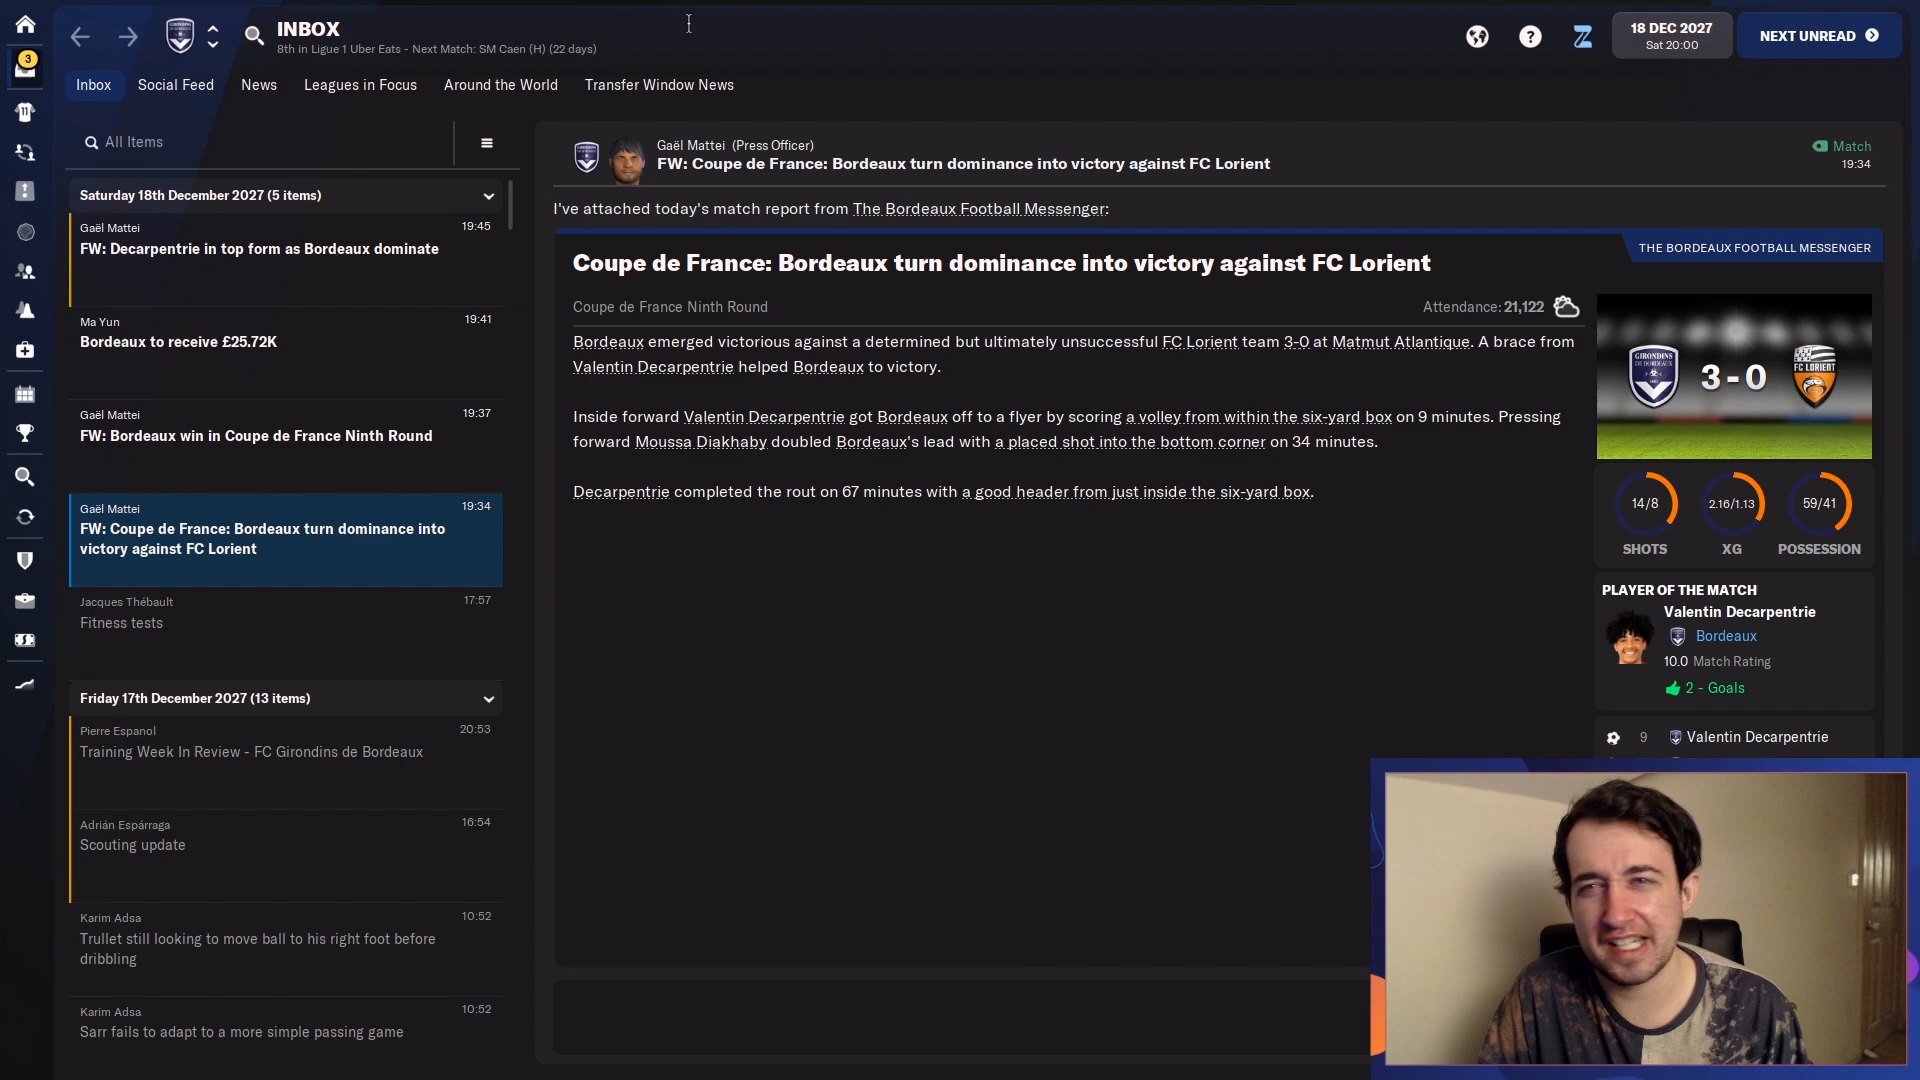 INBOX
8th in Ligue 1 Uber Eats - Next Match: SM Caen (H) (22 days)
18 DEC 2027
Sat 20:00
NEXT UNREAD
3
Inbox
Social Feed
News
Leagues in Focus
Around the World
Transfer Window News
All Items
Saturday 18th December 2027 (5 items)
Gaël Mattei
19:45
FW: Decarpentrie in top form as Bordeaux dominate
Ma Yun
19:41
Bordeaux to receive £25.72K
Gaël Mattei
19:37
FW: Bordeaux win in Coupe de France Ninth Round
Gaël Mattei
19:34
FW: Coupe de France: Bordeaux turn dominance into
victory against FC Lorient
Jacques Thébault
17:57
Fitness tests
Friday 17th December 2027 (13 items)
Pierre Espanol
20:53
Training Week In Review - FC Girondins de Bordeaux
Adrián Espárraga
16:54
Scouting update
Karim Adsa
10:52
Trullet still looking to move ball to his right foot before
dribbling
Karim Adsa
10:52
Sarr fails to adapt to a more simple passing game
Gaël Mattei (Press Officer)
FW: Coupe de France: Bordeaux turn dominance into victory against FC Lorient
Match
19:34
I've attached today's match report from The Bordeaux Football Messenger:
THE BORDEAUX FOOTBALL MESSENGER
Coupe de France: Bordeaux turn dominance into victory against FC Lorient
Coupe de France Ninth Round
Attendance: 21,122
Bordeaux emerged victorious against a determined but ultimately unsuccessful FC Lorient team 3-0 at Matmut Atlantique. A brace from
Valentin Decarpentrie helped Bordeaux to victory.
Inside forward Valentin Decarpentrie got Bordeaux off to a flyer by scoring a volley from within the six-yard box on 9 minutes. Pressing
forward Moussa Diakhaby doubled Bordeaux's lead with a placed shot into the bottom corner on 34 minutes.
Decarpentrie completed the rout on 67 minutes with a good header from just inside the six-yard box.
GIRONDINS
DE BORDEAUX
3 - 0
FC LORIENT
14/8
2.16/1.13
59/41
SHOTS
XG
POSSESSION
PLAYER OF THE MATCH
Valentin Decarpentrie
Bordeaux
10.0 Match Rating
2 - Goals
9
Valentin Decarpentrie